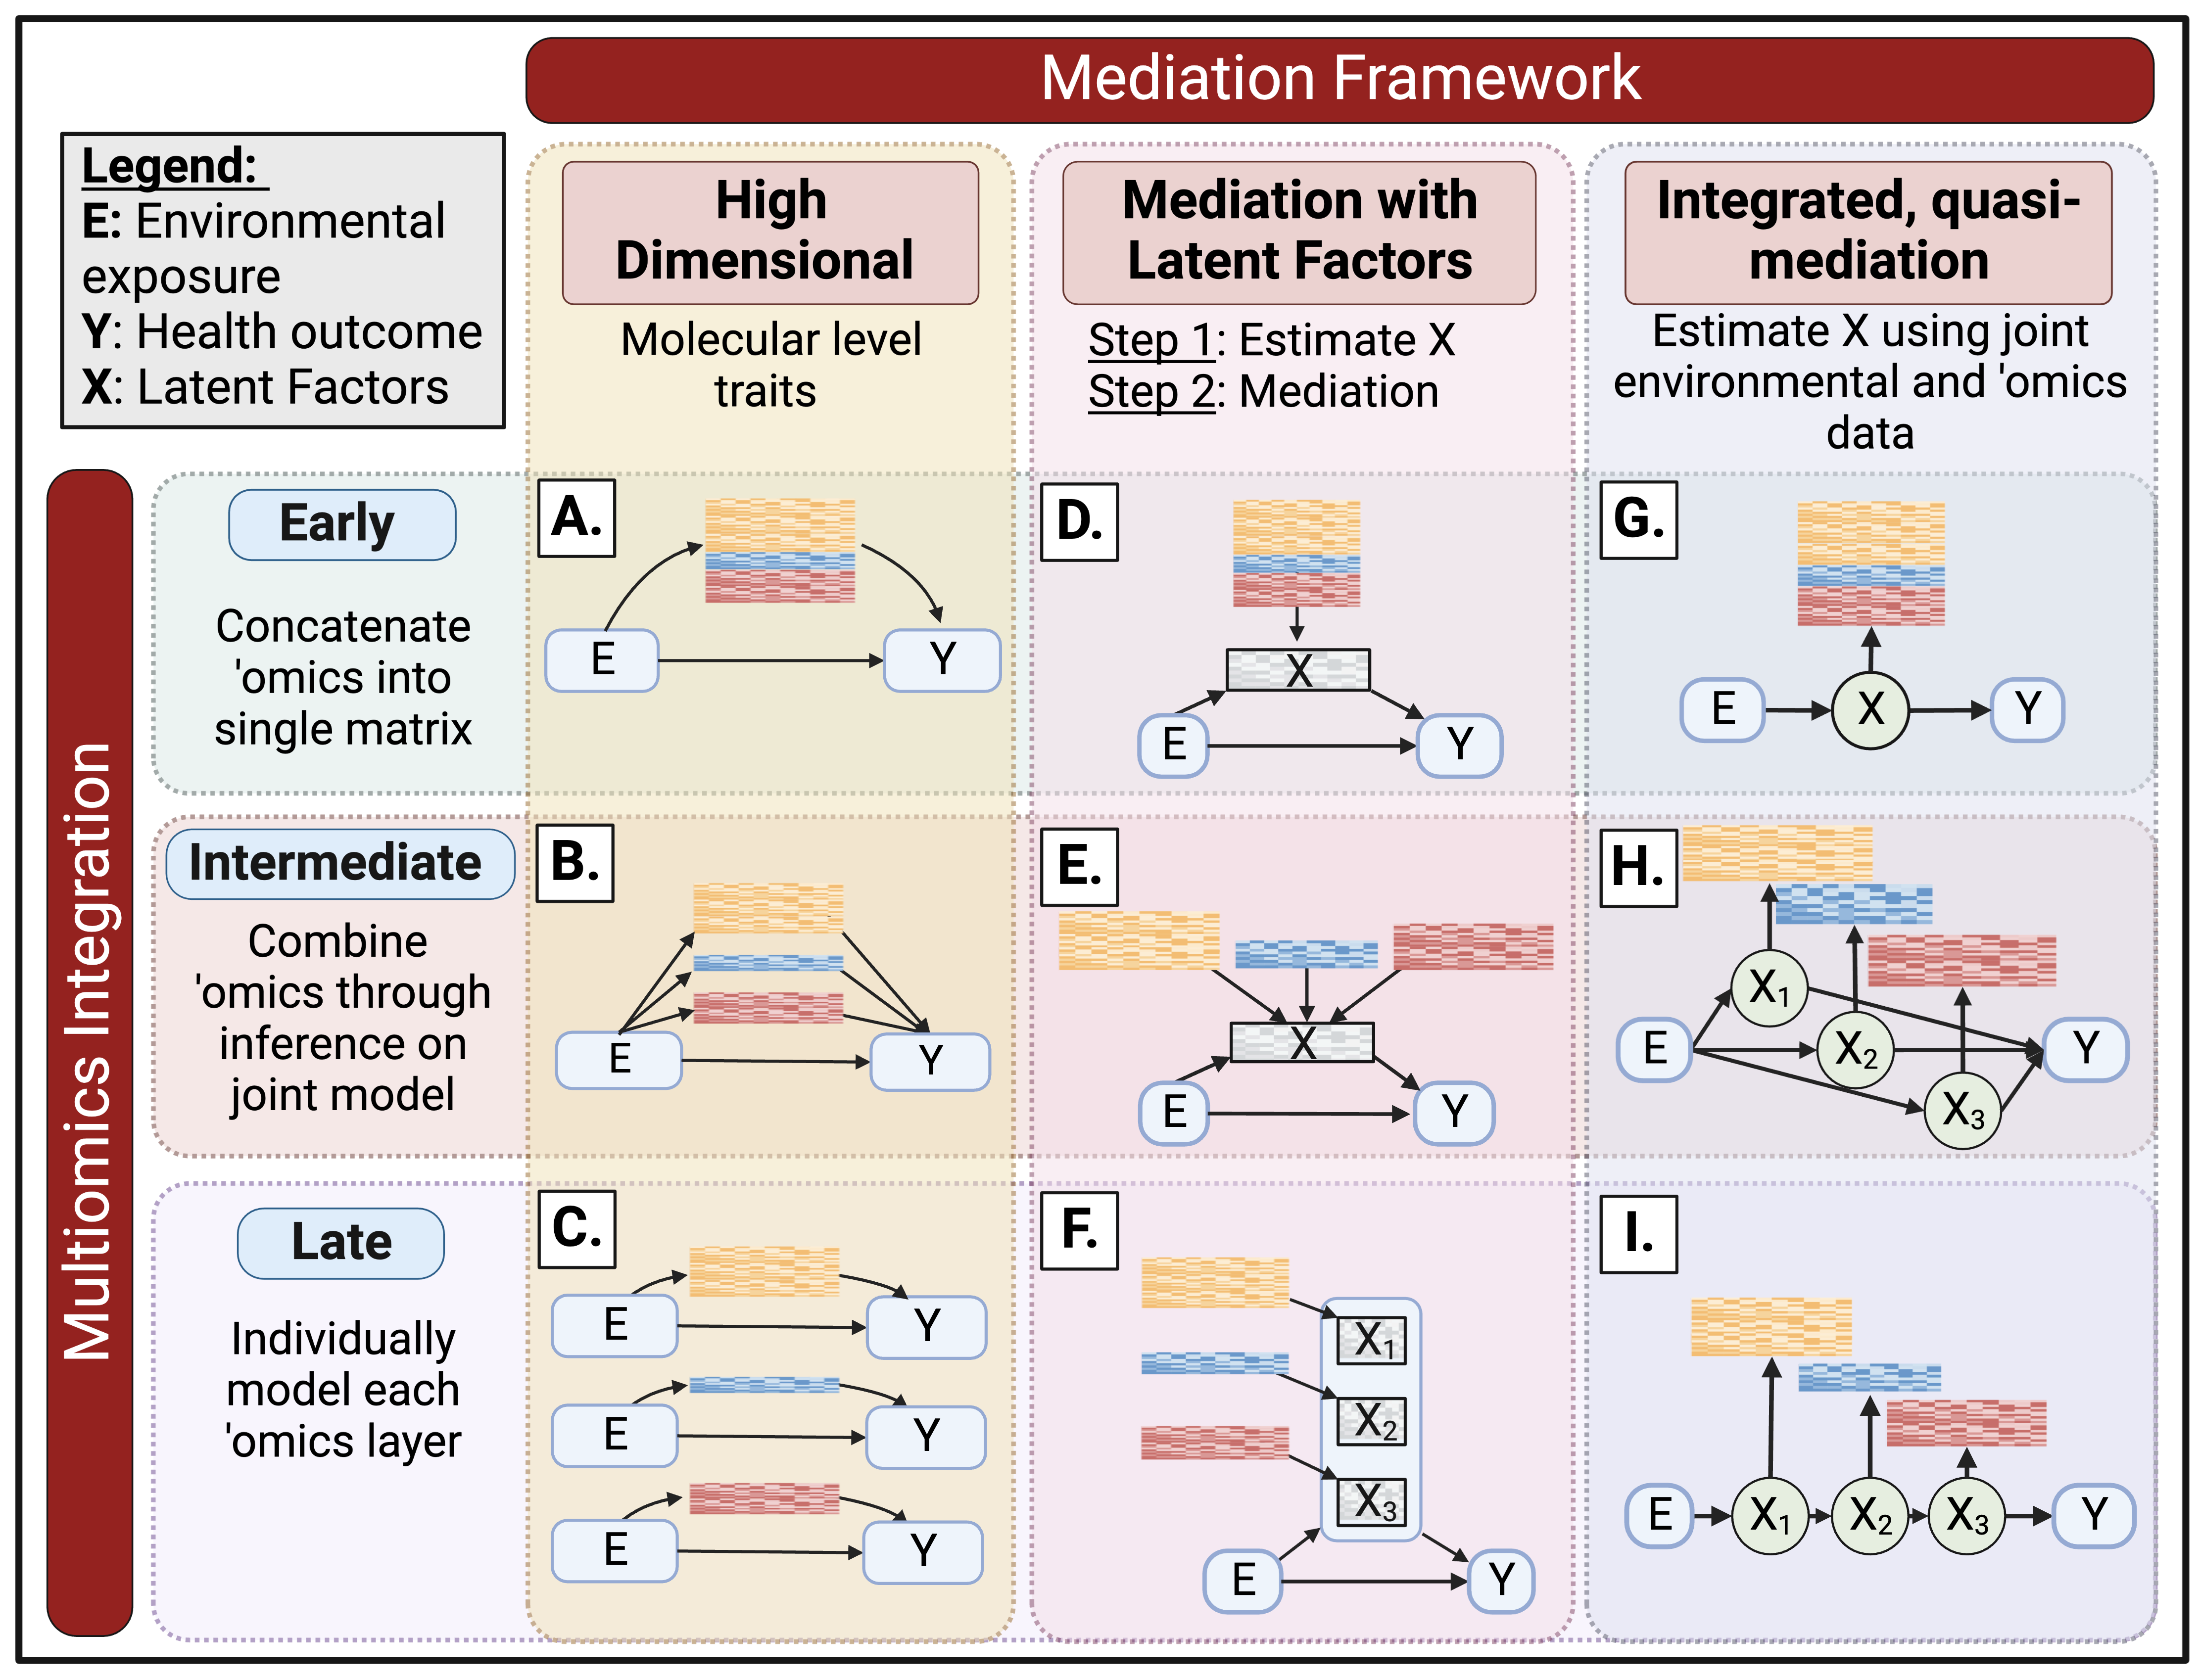 Mediation Framework
Legend:
E: Environmental
exposure
Y: Health outcome
X: Latent Factors
High
Dimensional
Molecular level
traits
Mediation with
Latent Factors
Step 1: Estimate X
Step 2: Mediation
Integrated, quasi-
mediation
Estimate X using joint
environmental and 'omics
data
Multiomics Integration
Early
Concatenate
'omics into
single matrix
A.
E
Y
D.
X
E
Y
G.
E
X
Y
Intermediate
Combine
'omics through
inference on
joint model
B.
E
Y
E.
X
E
Y
H.
X1
E
X2
Y
X3
Late
Individually
model each
'omics layer
C.
E
Y
E
Y
E
Y
F.
X1
X2
X3
E
Y
I.
E
X1
X2
X3
Y